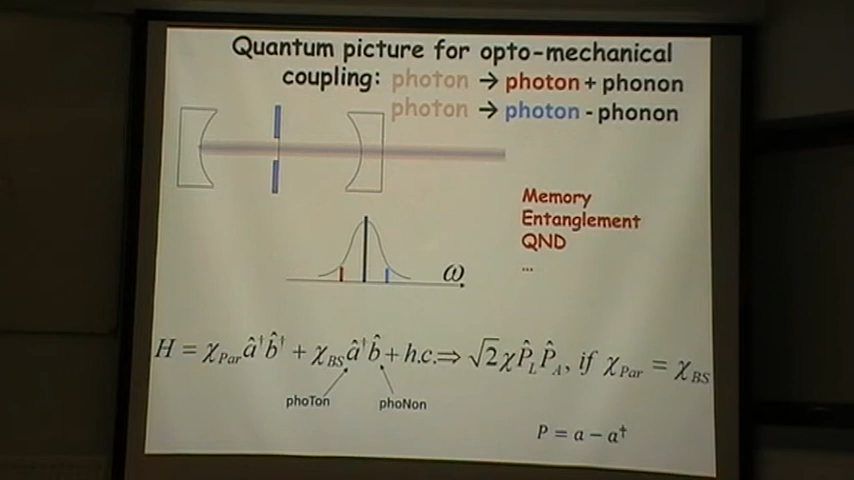 Quantum picture for opto-mechanical
coupling: photon → photon + phonon
photon → photon - phonon
Memory
Entanglement
QND
...
ω
H = χ_Par â†b̂† + χ_BS â†b̂ + h.c. ⇒ √2χP̂_L P̂_A, if χ_Par = χ_BS
phoTon
phoNon
P = a − a†